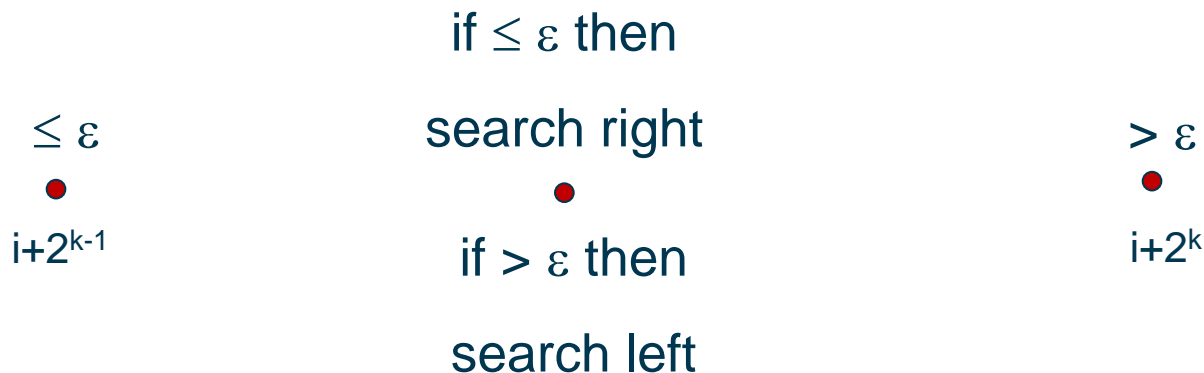 if ≤ ε then
≤ ε
search right
> ε
i+2^{k-1}
if > ε then
i+2^{k}
search left